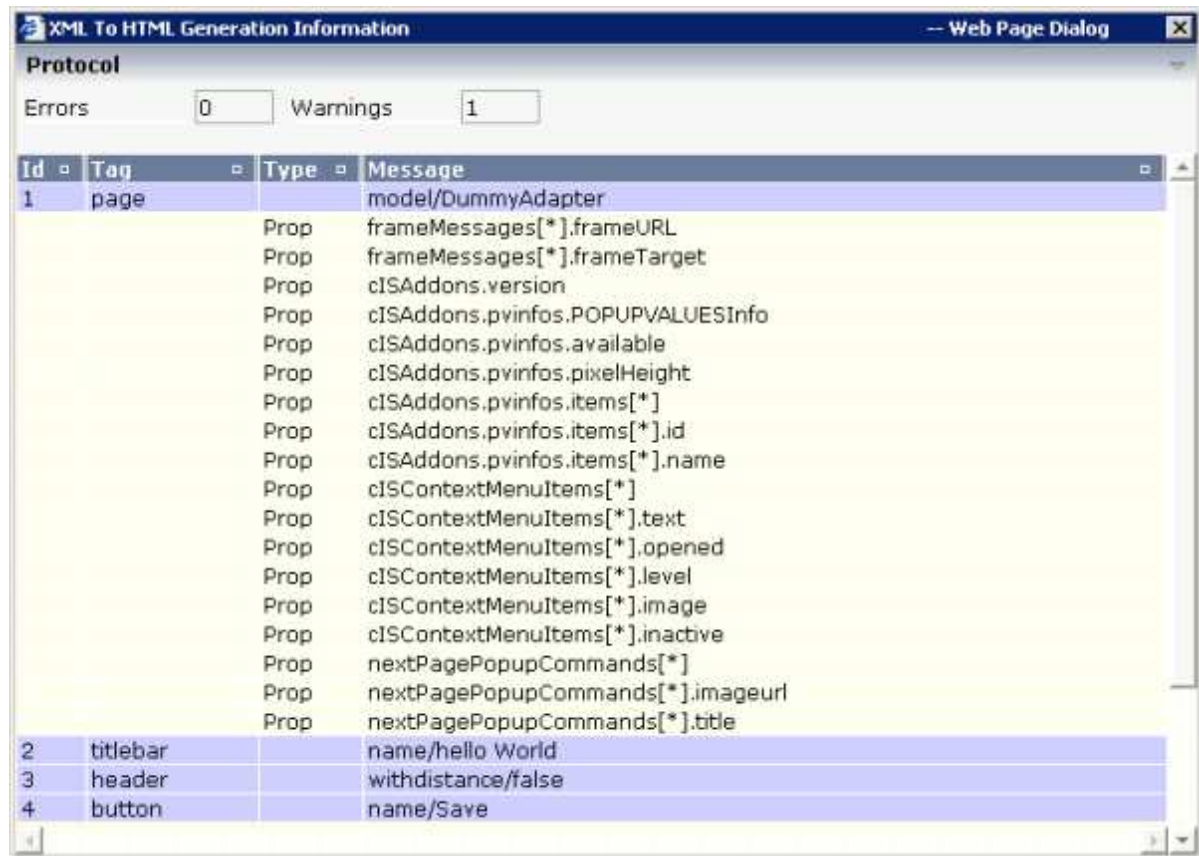 XML To HTML Generation Information -- Web Page Dialog
Protocol
Errors 0 Warnings 1
Id Tag Type Message
1 page model/DummyAdapter
Prop frameMessages[*].frameURL
Prop frameMessages[*].frameTarget
Prop cISAddons.version
Prop cISAddons.pvinfos.POPUPVALUESInfo
Prop cISAddons.pvinfos.available
Prop cISAddons.pvinfos.pixelHeight
Prop cISAddons.pvinfos.items[*]
Prop cISAddons.pvinfos.items[*].id
Prop cISAddons.pvinfos.items[*].name
Prop cISContextMenuItems[*]
Prop cISContextMenuItems[*].text
Prop cISContextMenuItems[*].opened
Prop cISContextMenuItems[*].level
Prop cISContextMenuItems[*].image
Prop cISContextMenuItems[*].inactive
Prop nextPagePopupCommands[*]
Prop nextPagePopupCommands[*].imageurl
Prop nextPagePopupCommands[*].title
2 titlebar name/hello World
3 header withdistance/false
4 button name/Save